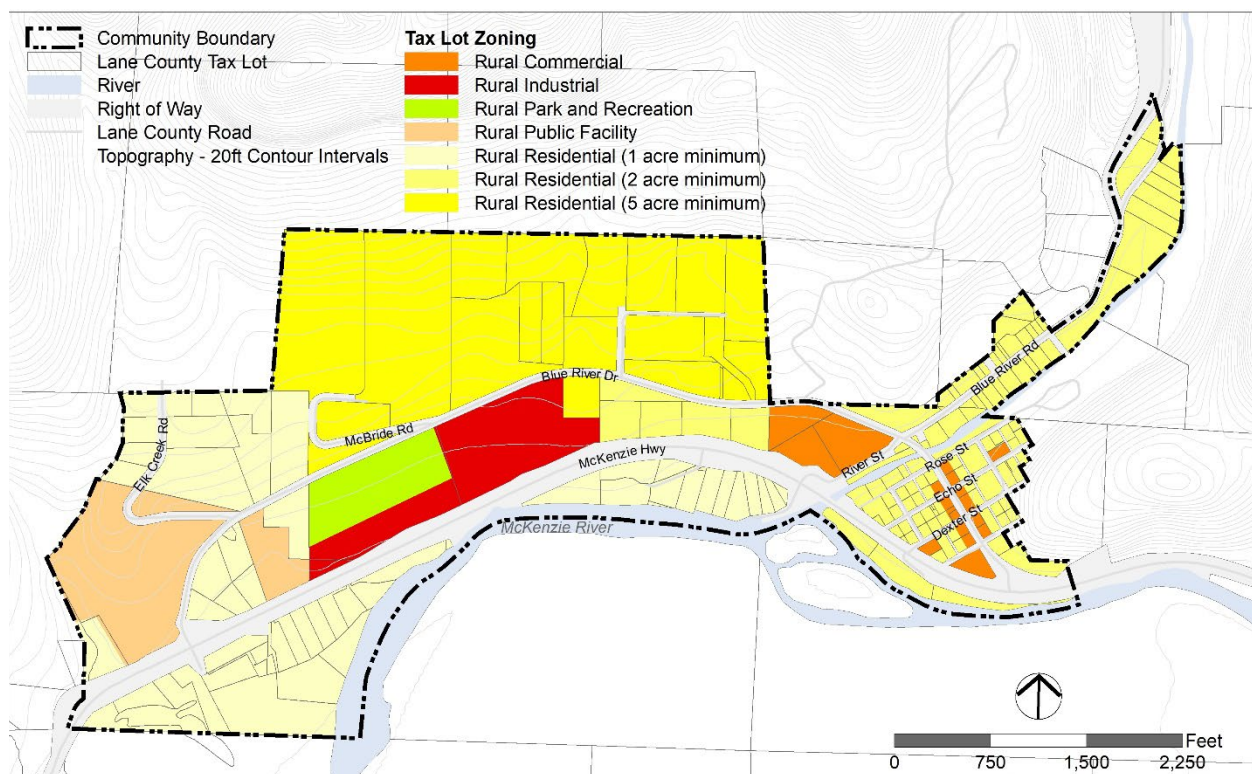 Community Boundary
Lane County Tax Lot
River
Right of Way
Lane County Road
Topography - 20ft Contour Intervals
Tax Lot Zoning
Rural Commercial
Rural Industrial
Rural Park and Recreation
Rural Public Facility
Rural Residential (1 acre minimum)
Rural Residential (2 acre minimum)
Rural Residential (5 acre minimum)
Blue River Rd
Blue River Dr
McBride Rd
Elk Creek Rd
McKenzie Hwy
River St
Rose St
Echo St
Dexter St
McKenzie River
Feet
0 750 1,500 2,250